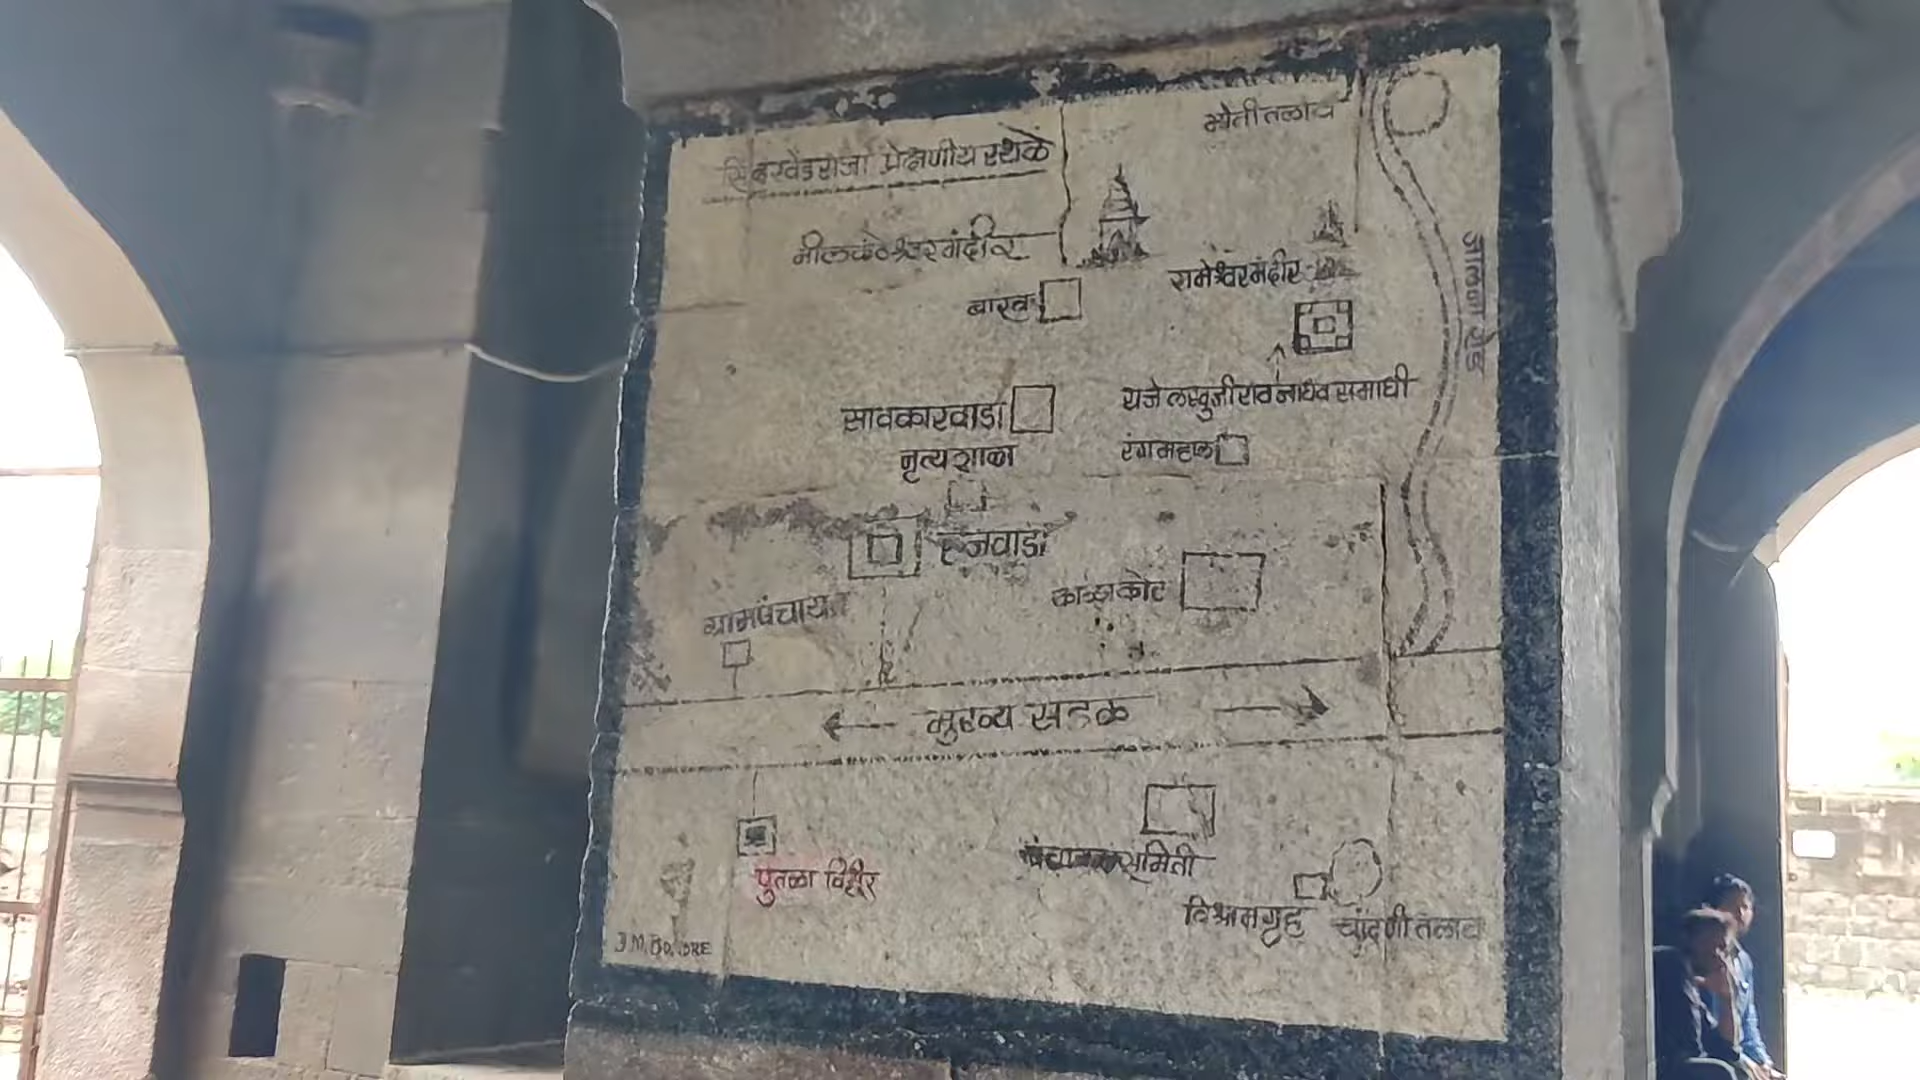 सिंदखेडराजा प्रेक्षणीय स्थळे
मोती तलाव
नीलकंठेश्वर मंदीर
रामेश्वर मंदीर
बारव
जालना रोड
राजे लखुजीराव जाधव समाधी
सावकारवाडा
रंगमहाल
नृत्यशाळा
राजवाडा
काळाकोट
ग्रामपंचायत
मुख्य सडक
पुतळा विहीर
समिती
विश्रामगृह
चांदणी तलाव